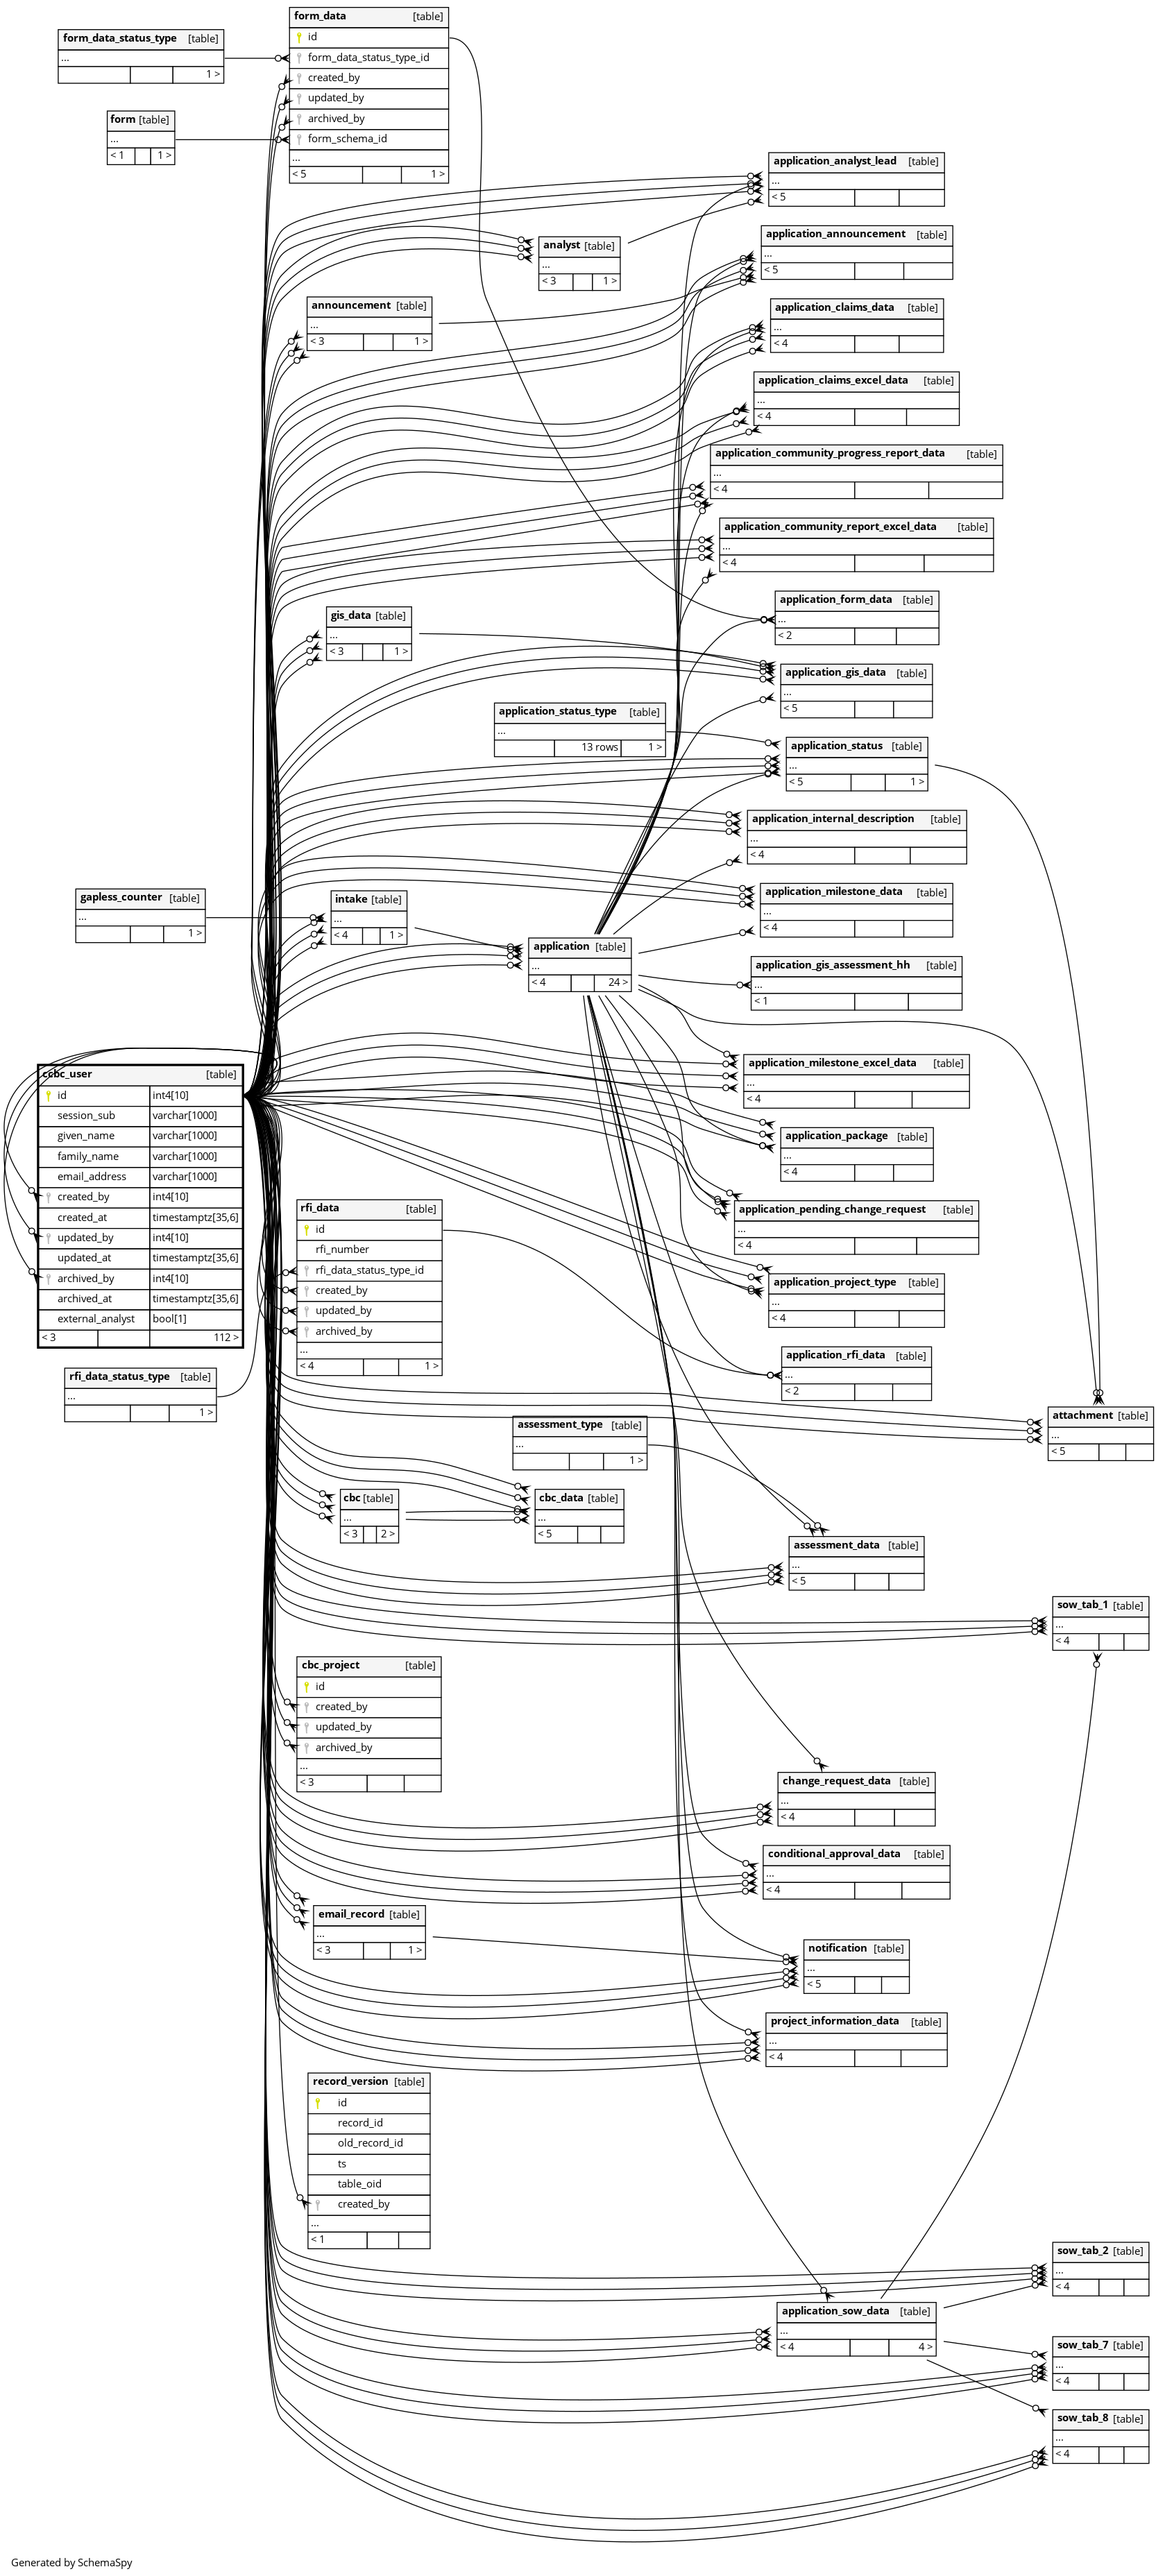 form_data [table]
id
form_data_status_type_id
created_by
updated_by
archived_by
form_schema_id
...
< 5 1 >
form_data_status_type [table]
...
1 >
form [table]
...
< 1 1 >
application_analyst_lead [table]
...
< 5
analyst [table]
...
< 3 1 >
application_announcement [table]
...
< 5
announcement [table]
...
< 3 1 >
application_claims_data [table]
...
< 4
application_claims_excel_data [table]
...
< 4
application_community_progress_report_data [table]
...
< 4
application_community_report_excel_data [table]
...
< 4
application_form_data [table]
...
< 2
gis_data [table]
...
< 3 1 >
application_gis_data [table]
...
< 5
application_status_type [table]
...
13 rows 1 >
application_status [table]
...
< 5 1 >
application_internal_description [table]
...
< 4
application_milestone_data [table]
...
< 4
gapless_counter [table]
...
1 >
intake [table]
...
< 4 1 >
application [table]
...
< 4 24 >
application_gis_assessment_hh [table]
...
< 1
application_milestone_excel_data [table]
...
< 4
ccbc_user [table]
id int4[10]
session_sub varchar[1000]
given_name varchar[1000]
family_name varchar[1000]
email_address varchar[1000]
created_by int4[10]
created_at timestamptz[35,6]
updated_by int4[10]
updated_at timestamptz[35,6]
archived_by int4[10]
archived_at timestamptz[35,6]
external_analyst bool[1]
< 3 112 >
application_package [table]
...
< 4
application_pending_change_request [table]
...
< 4
rfi_data [table]
id
rfi_number
rfi_data_status_type_id
created_by
updated_by
archived_by
...
< 4 1 >
application_project_type [table]
...
< 4
application_rfi_data [table]
...
< 2
rfi_data_status_type [table]
...
1 >
attachment [table]
...
< 5
assessment_type [table]
...
1 >
cbc [table]
...
< 3 2 >
cbc_data [table]
...
< 5
assessment_data [table]
...
< 5
sow_tab_1 [table]
...
< 4
cbc_project [table]
id
created_by
updated_by
archived_by
...
< 3
change_request_data [table]
...
< 4
conditional_approval_data [table]
...
< 4
email_record [table]
...
< 3 1 >
notification [table]
...
< 5
project_information_data [table]
...
< 4
record_version [table]
id
record_id
old_record_id
ts
table_oid
created_by
...
< 1
sow_tab_2 [table]
...
< 4
application_sow_data [table]
...
< 4 4 >
sow_tab_7 [table]
...
< 4
sow_tab_8 [table]
...
< 4
Generated by SchemaSpy